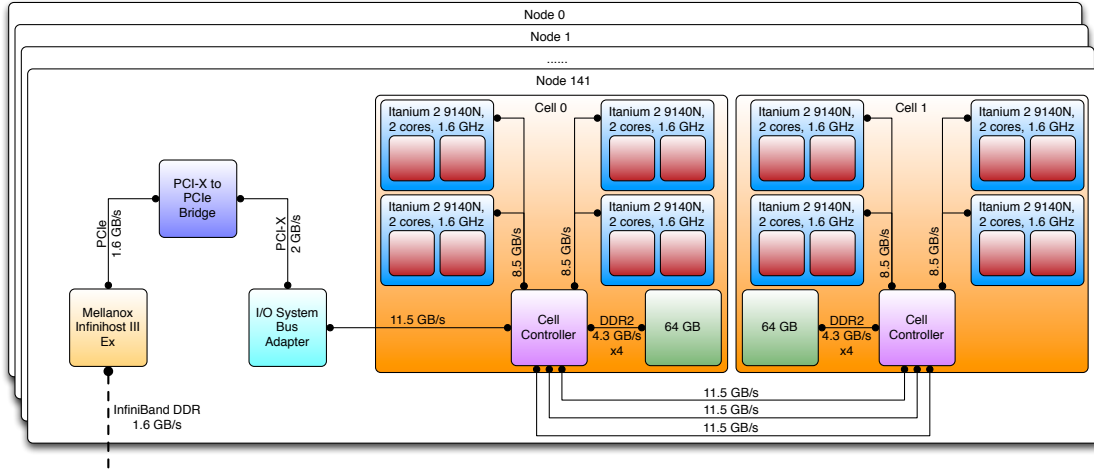 Node 0
Node 1
......
Node 141
Cell 0
Itanium 2 9140N,
2 cores, 1.6 GHz
Itanium 2 9140N,
2 cores, 1.6 GHz
Itanium 2 9140N,
2 cores, 1.6 GHz
Itanium 2 9140N,
2 cores, 1.6 GHz
8.5 GB/s
8.5 GB/s
Cell
Controller
DDR2
4.3 GB/s
x4
64 GB
Cell 1
Itanium 2 9140N,
2 cores, 1.6 GHz
Itanium 2 9140N,
2 cores, 1.6 GHz
Itanium 2 9140N,
2 cores, 1.6 GHz
Itanium 2 9140N,
2 cores, 1.6 GHz
8.5 GB/s
8.5 GB/s
64 GB
DDR2
4.3 GB/s
x4
Cell
Controller
PCI-X to
PCIe
Bridge
PCIe
1.6 GB/s
PCI-X
2 GB/s
Mellanox
Infinihost III
Ex
I/O System
Bus
Adapter
11.5 GB/s
11.5 GB/s
11.5 GB/s
11.5 GB/s
InfiniBand DDR
1.6 GB/s